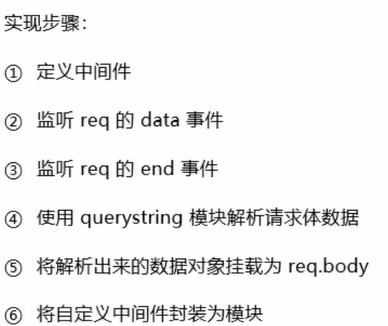 实现步骤：
① 定义中间件
② 监听 req 的 data 事件
③ 监听 req 的 end 事件
④ 使用 querystring 模块解析请求体数据
⑤ 将解析出来的数据对象挂载为 req.body
⑥ 将自定义中间件封装为模块